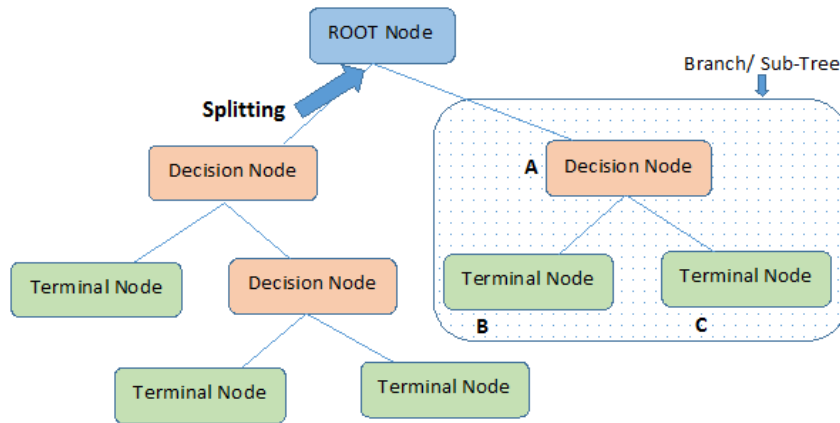 ROOT Node
Branch/ Sub-Tree
Splitting
Decision Node
A Decision Node
Terminal Node
Decision Node
Terminal Node
Terminal Node
B
C
Terminal Node
Terminal Node